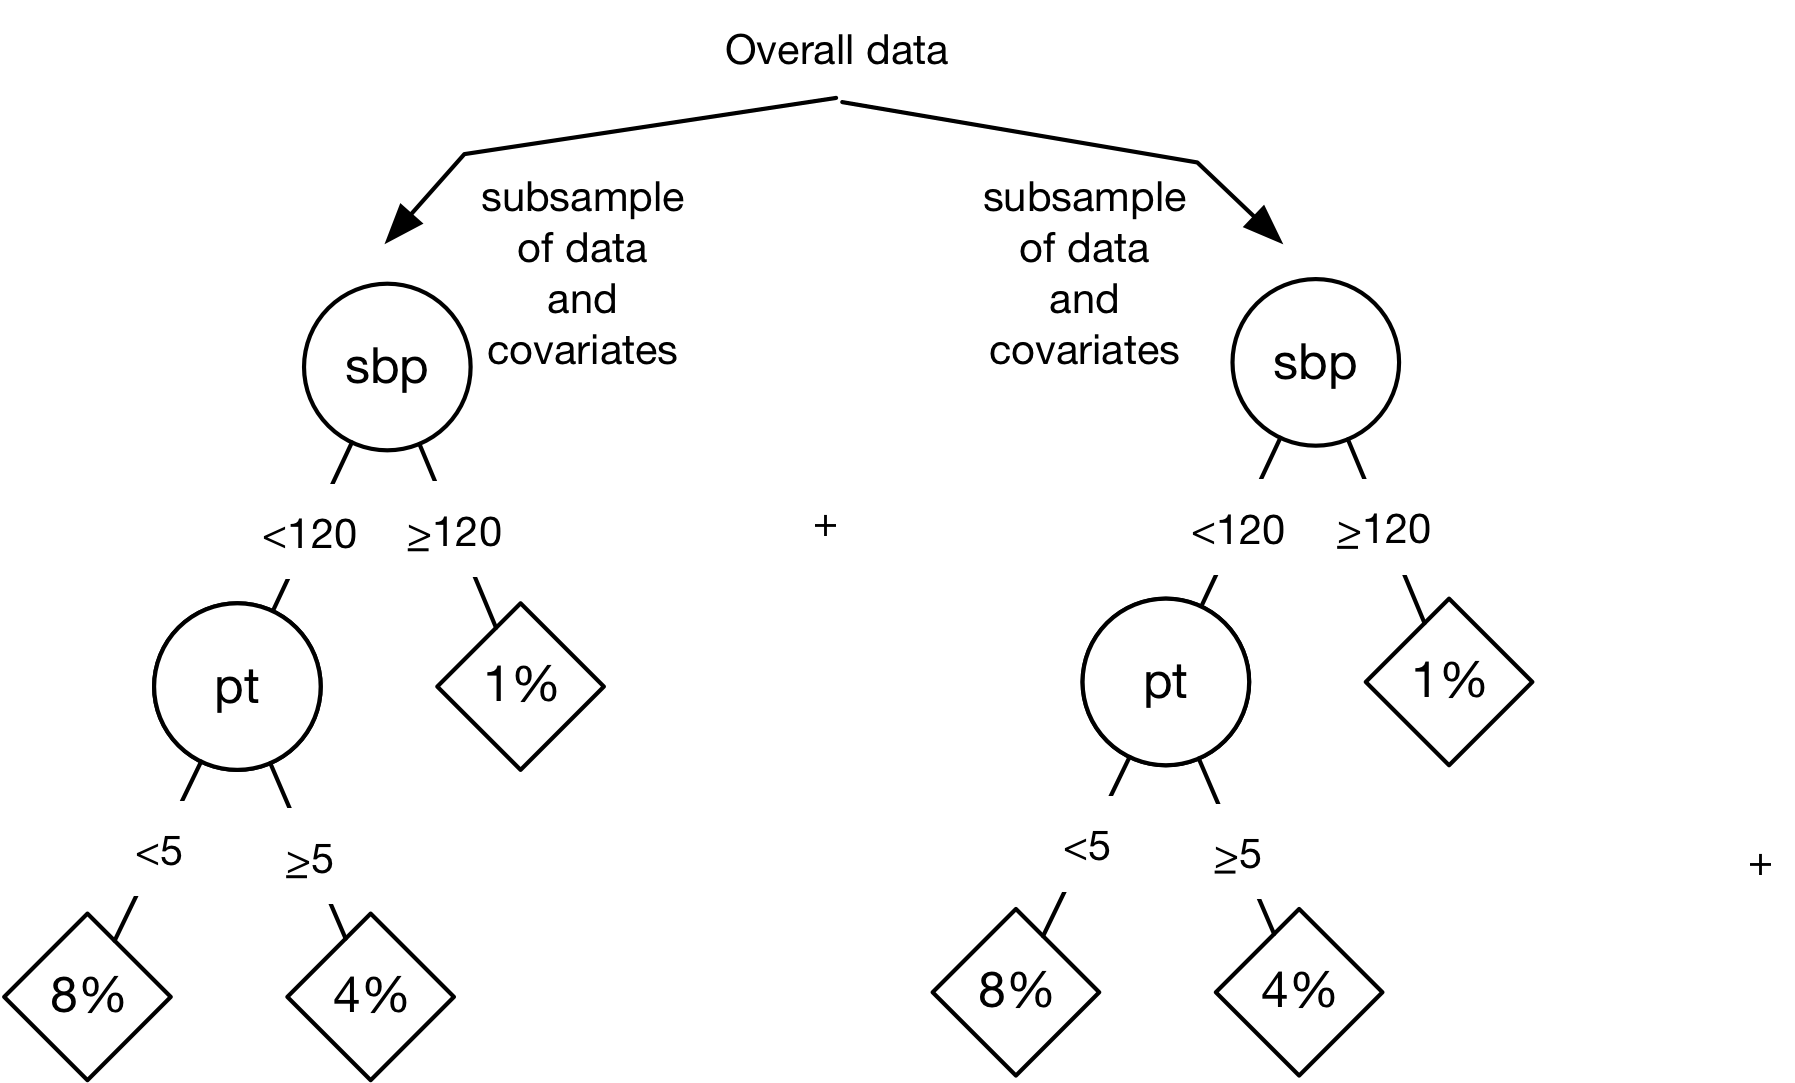 Overall data
subsample
of data
and
covariates
subsample
of data
and
covariates
sbp
sbp
<120
≥120
+
<120
≥120
pt
1%
pt
1%
<5
≥5
<5
≥5
+
8%
4%
8%
4%